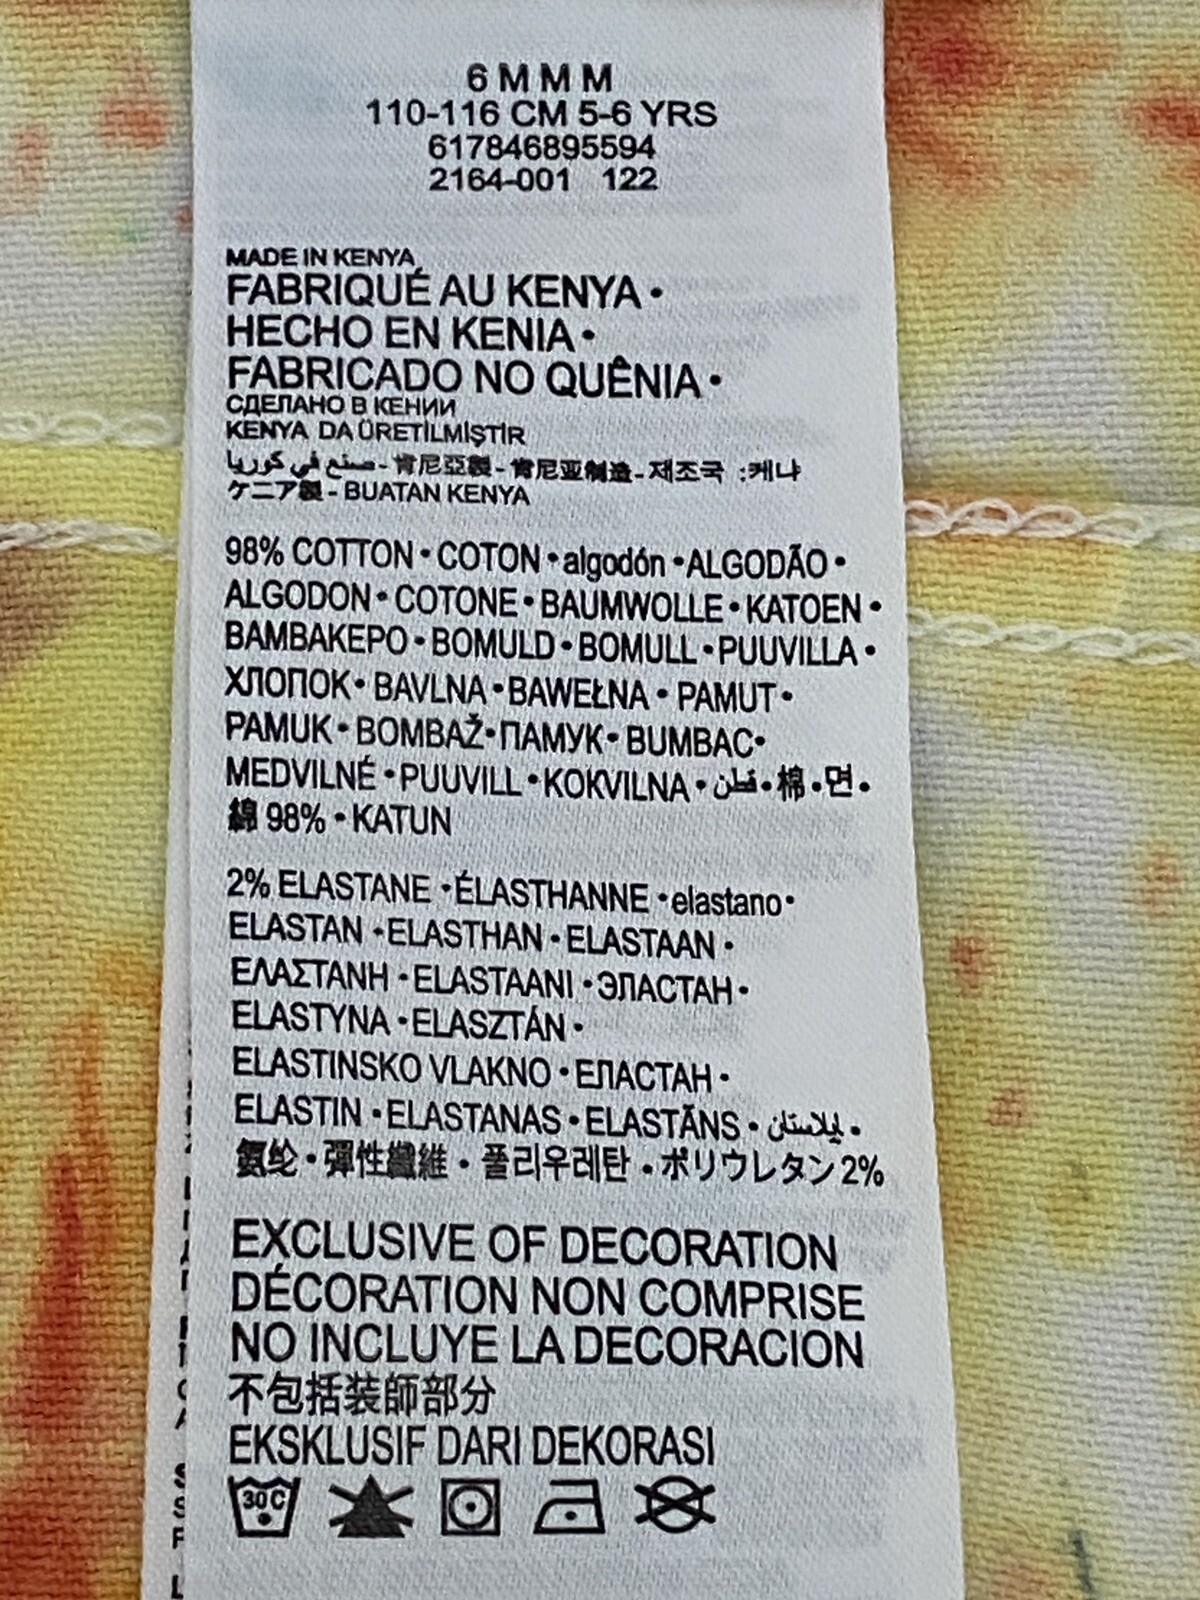 6 M M M
110-116 CM 5-6 YRS
617846895594
2164-001 122
MADE IN KENYA
FABRIQUÉ AU KENYA •
HECHO EN KENIA •
FABRICADO NO QUÊNIA •
СДЕЛАНО В КЕНИИ
KENYA DA ÜRETİLMİŞTİR
صنع في كوريا - 肯尼亞製 - 肯尼亚制造 - 제조국 :케냐
ケニア製 - BUATAN KENYA
98% COTTON • COTON • algodón • ALGODÃO •
ALGODON • COTONE • BAUMWOLLE • KATOEN •
ΒΑΜΒΑΚΕΡΟ • BOMULD • BOMULL • PUUVILLA •
ХЛОПОК • BAVLNA • BAWEŁNA • PAMUT •
PAMUK • BOMBAŽ • ПАМУК • BUMBAC •
MEDVILNÉ • PUUVILL • KOKVILNA • قطن • 棉 • 면 •
綿 98% • KATUN
2% ELASTANE • ÉLASTHANNE • elastano •
ELASTAN • ELASTHAN • ELASTAAN •
ΕΛΑΣΤΑΝΗ • ELASTAANI • ЭЛАСТАН •
ELASTYNA • ELASZTÁN •
ELASTINSKO VLAKNO • ЕЛАСТАН •
ELASTIN • ELASTANAS • ELASTĀNS • إيلاستان •
氨纶 • 彈性纖維 • 폴리우레탄 • ポリウレタン 2%
EXCLUSIVE OF DECORATION
DÉCORATION NON COMPRISE
NO INCLUYE LA DECORACION
不包括装師部分
EKSKLUSIF DARI DEKORASI
30 C